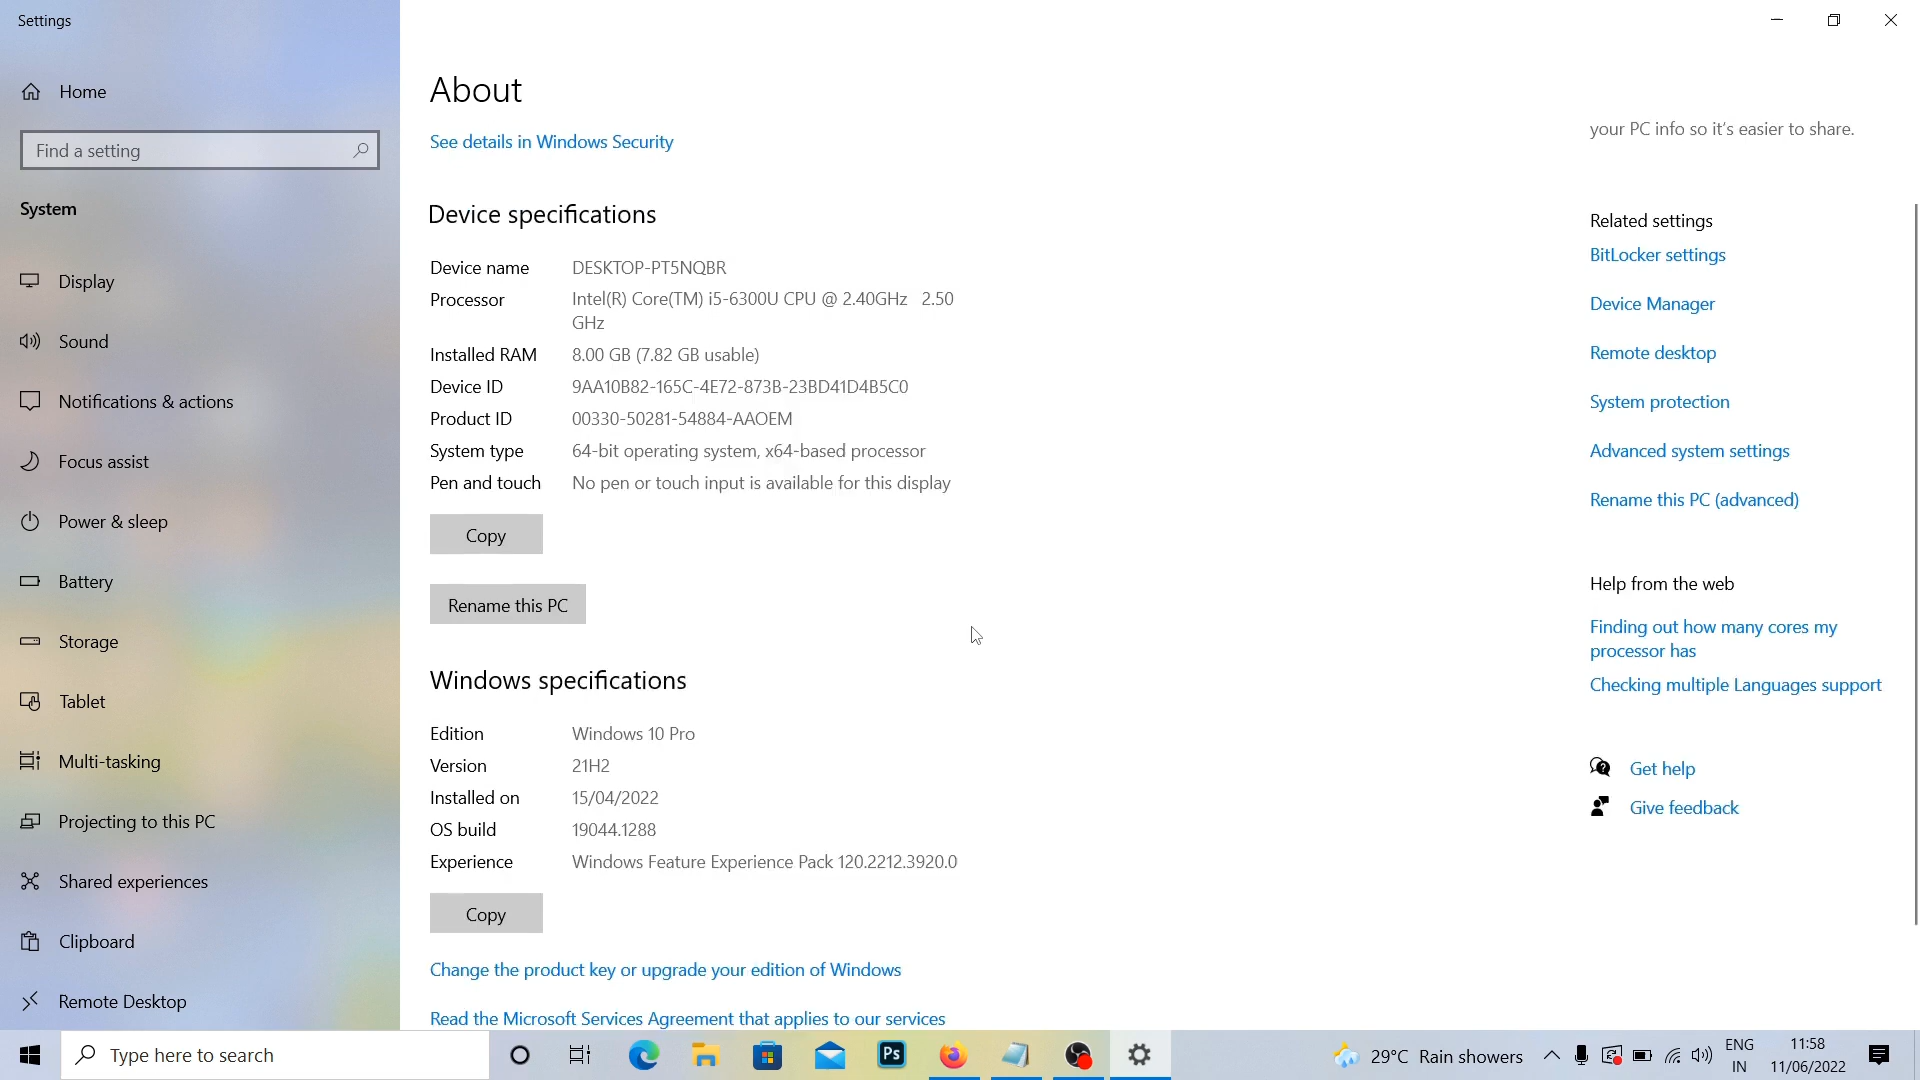 Settings
Home
Find a setting
System
Display
Sound
Notifications & actions
Focus assist
Power & sleep
Battery
Storage
Tablet
Multi-tasking
Projecting to this PC
Shared experiences
Clipboard
Remote Desktop
About
See details in Windows Security
Device specifications
Device name DESKTOP-PT5NQBR
Processor Intel(R) Core(TM) i5-6300U CPU @ 2.40GHz 2.50
GHz
Installed RAM 8.00 GB (7.82 GB usable)
Device ID 9AA10B82-165C-4E72-873B-23BD41D4B5C0
Product ID 00330-50281-54884-AAOEM
System type 64-bit operating system, x64-based processor
Pen and touch No pen or touch input is available for this display
Copy
Rename this PC
Windows specifications
Edition Windows 10 Pro
Version 21H2
Installed on 15/04/2022
OS build 19044.1288
Experience Windows Feature Experience Pack 120.2212.3920.0
Copy
Change the product key or upgrade your edition of Windows
Read the Microsoft Services Agreement that applies to our services
your PC info so it's easier to share.
Related settings
BitLocker settings
Device Manager
Remote desktop
System protection
Advanced system settings
Rename this PC (advanced)
Help from the web
Finding out how many cores my
processor has
Checking multiple Languages support
Get help
Give feedback
Type here to search
Ps
29°C Rain showers
ENG
IN
11:58
11/06/2022